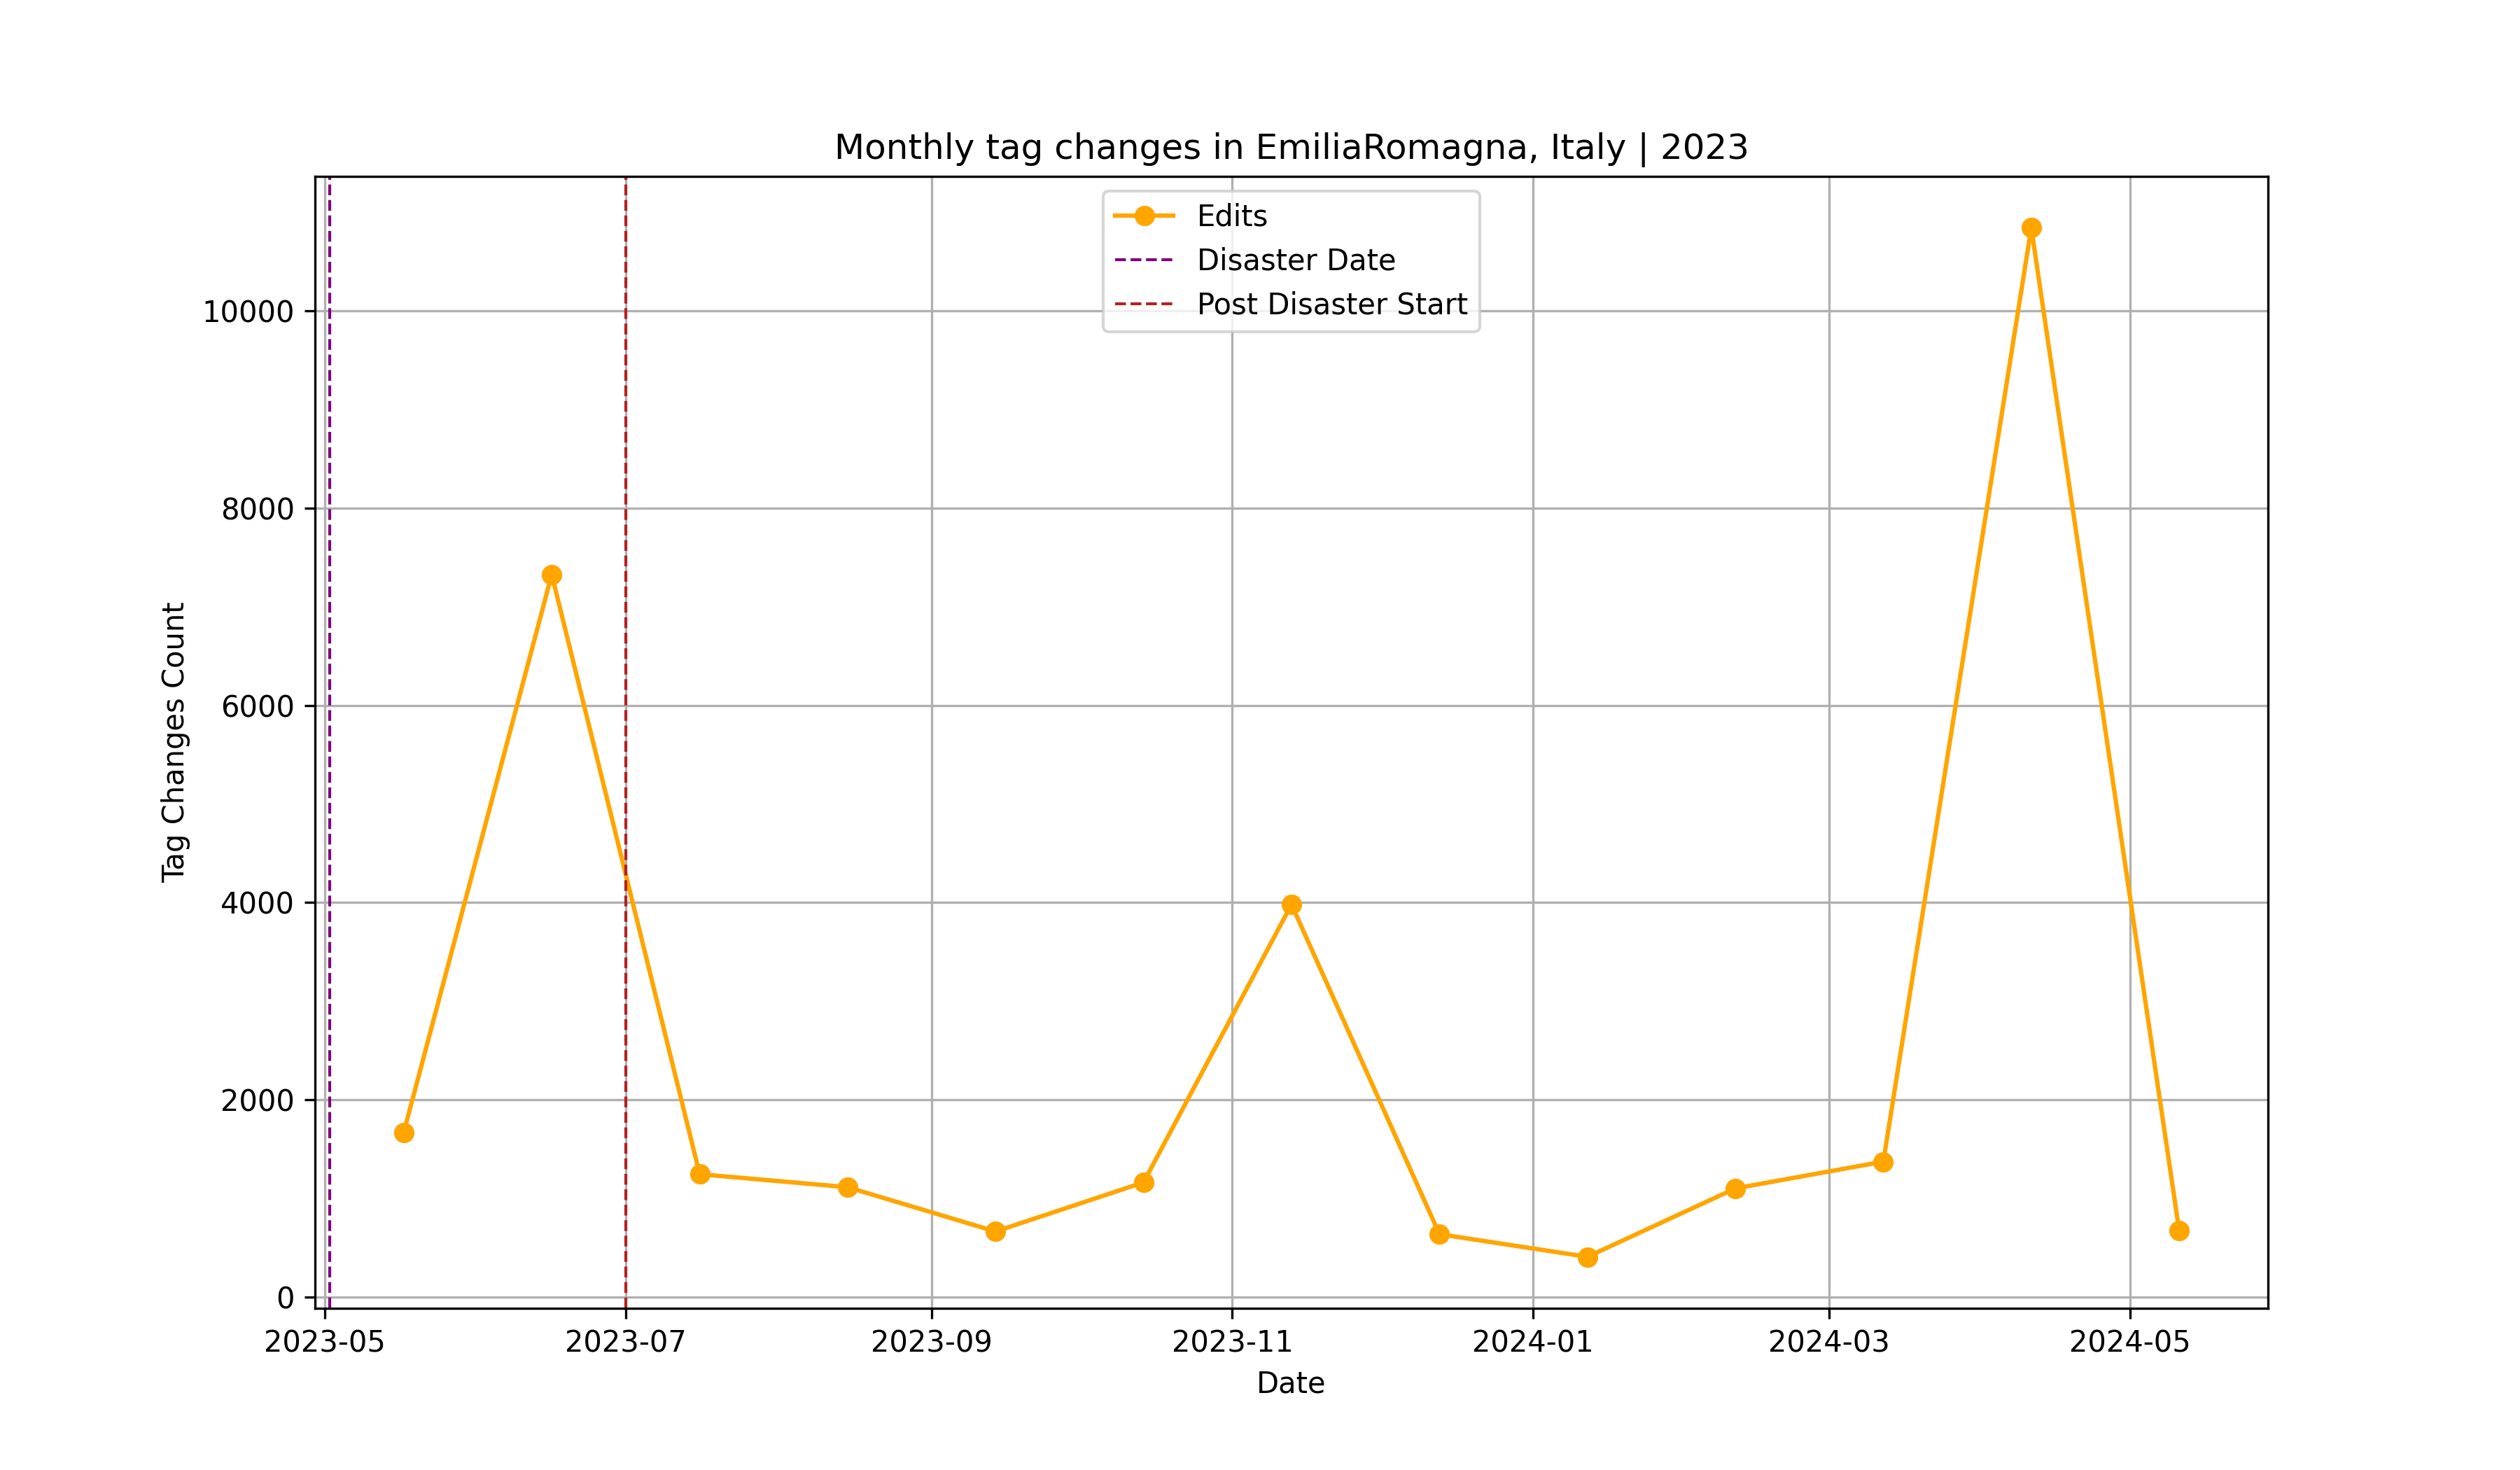 Monthly tag changes in EmiliaRomagna, Italy | 2023
Edits
Disaster Date
Post Disaster Start
Tag Changes Count
10000
8000
6000
4000
2000
0
2023-05
2023-07
2023-09
2023-11
2024-01
2024-03
2024-05
Date